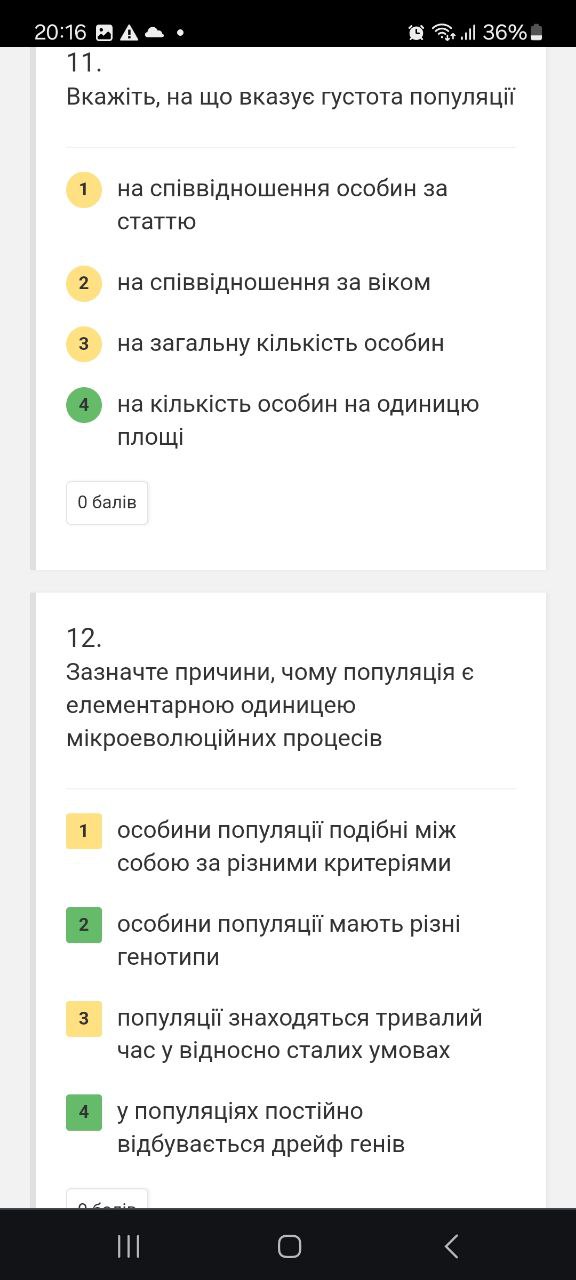 20:16
36%
11.
Вкажіть, на що вказує густота популяції
1
на співвідношення особин за
статтю
2
на співвідношення за віком
3
на загальну кількість особин
4
на кількість особин на одиницю
площі
0 балів
12.
Зазначте причини, чому популяція є
елементарною одиницею
мікроеволюційних процесів
1
особини популяції подібні між
собою за різними критеріями
2
особини популяції мають різні
генотипи
3
популяції знаходяться тривалий
час у відносно сталих умовах
4
у популяціях постійно
відбувається дрейф генів